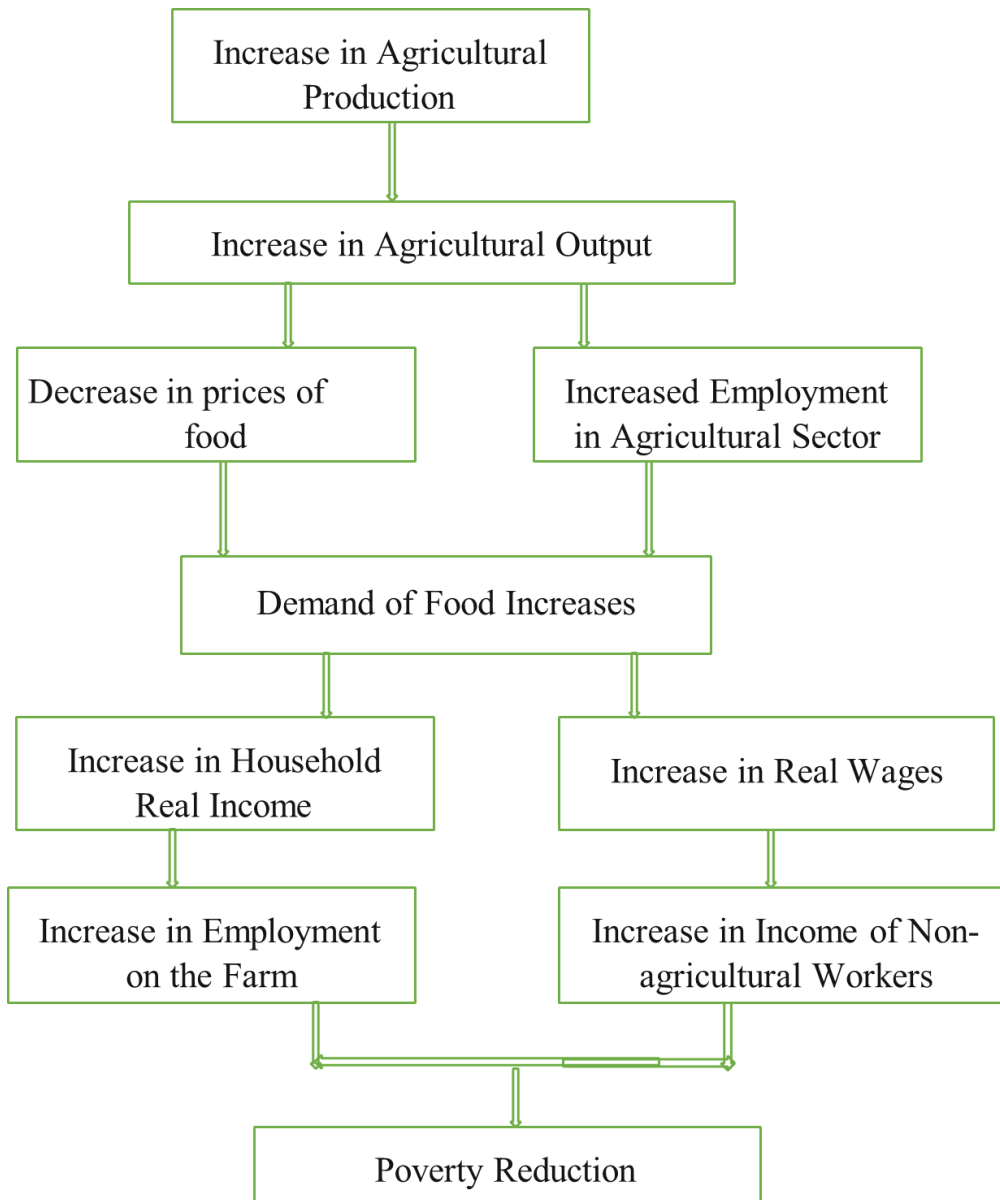 Increase in Agricultural
Production
Increase in Agricultural Output
Decrease in prices of
food
Increased Employment
in Agricultural Sector
Demand of Food Increases
Increase in Household
Real Income
Increase in Real Wages
Increase in Employment
on the Farm
Increase in Income of Non-
agricultural Workers
Poverty Reduction